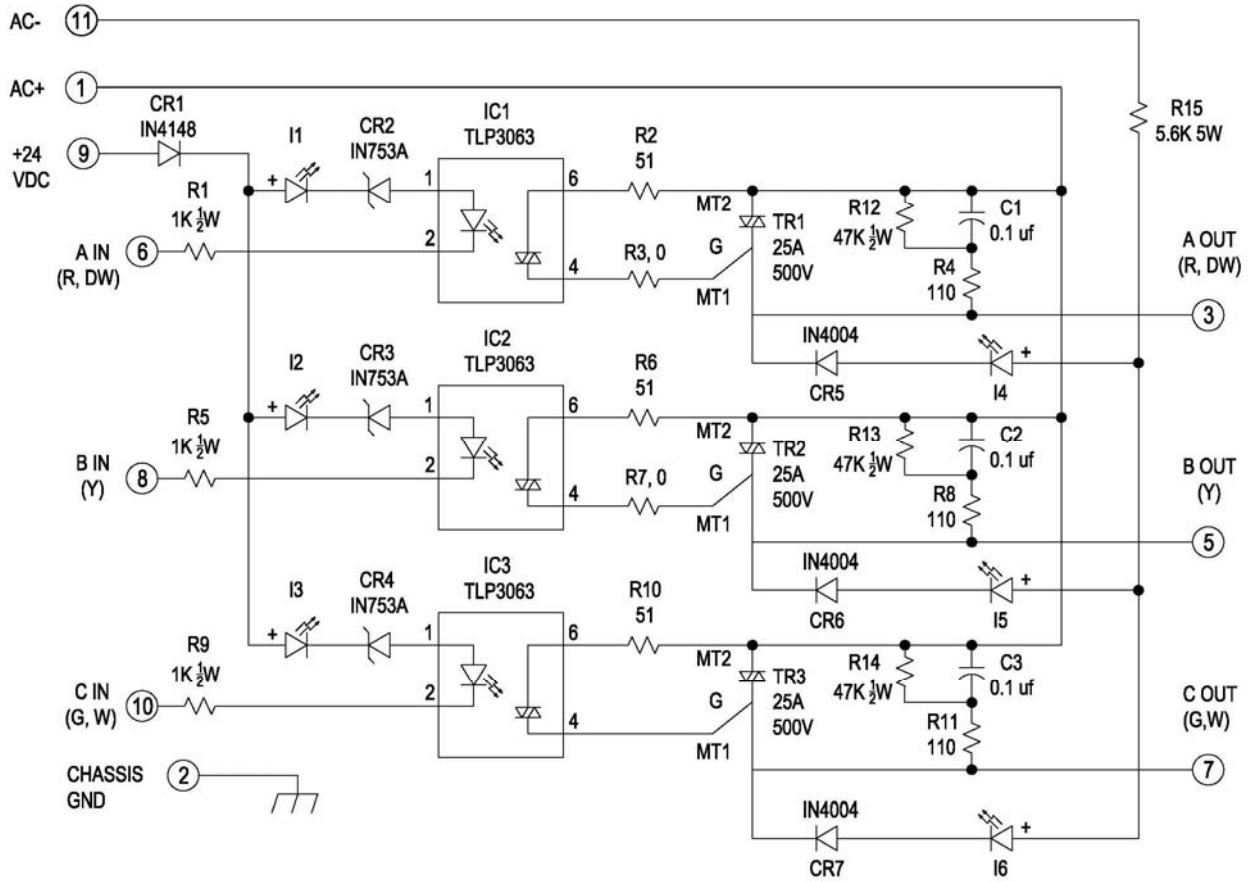 AC- 11
AC+ 1
CR1
IN4148
+24
VDC
9
R1
1K ½W
A IN
(R, DW)
6
I1
+
CR2
IN753A
IC1
TLP3063
1
2
6
4
R2
51
R3, 0
MT2
G
MT1
TR1
25A
500V
R12
47K ½W
C1
0.1 uf
R4
110
R15
5.6K 5W
A OUT
(R, DW)
3
IN4004
CR5
I4
+
R5
1K ½W
B IN
(Y)
8
I2
+
CR3
IN753A
IC2
TLP3063
1
2
6
4
R6
51
R7, 0
MT2
G
MT1
TR2
25A
500V
R13
47K ½W
C2
0.1 uf
R8
110
B OUT
(Y)
5
IN4004
CR6
I5
+
R9
1K ½W
C IN
(G, W)
10
I3
+
CR4
IN753A
IC3
TLP3063
1
2
6
4
R10
51
MT2
G
MT1
TR3
25A
500V
R14
47K ½W
C3
0.1 uf
R11
110
C OUT
(G,W)
7
IN4004
CR7
I6
+
CHASSIS
GND
2